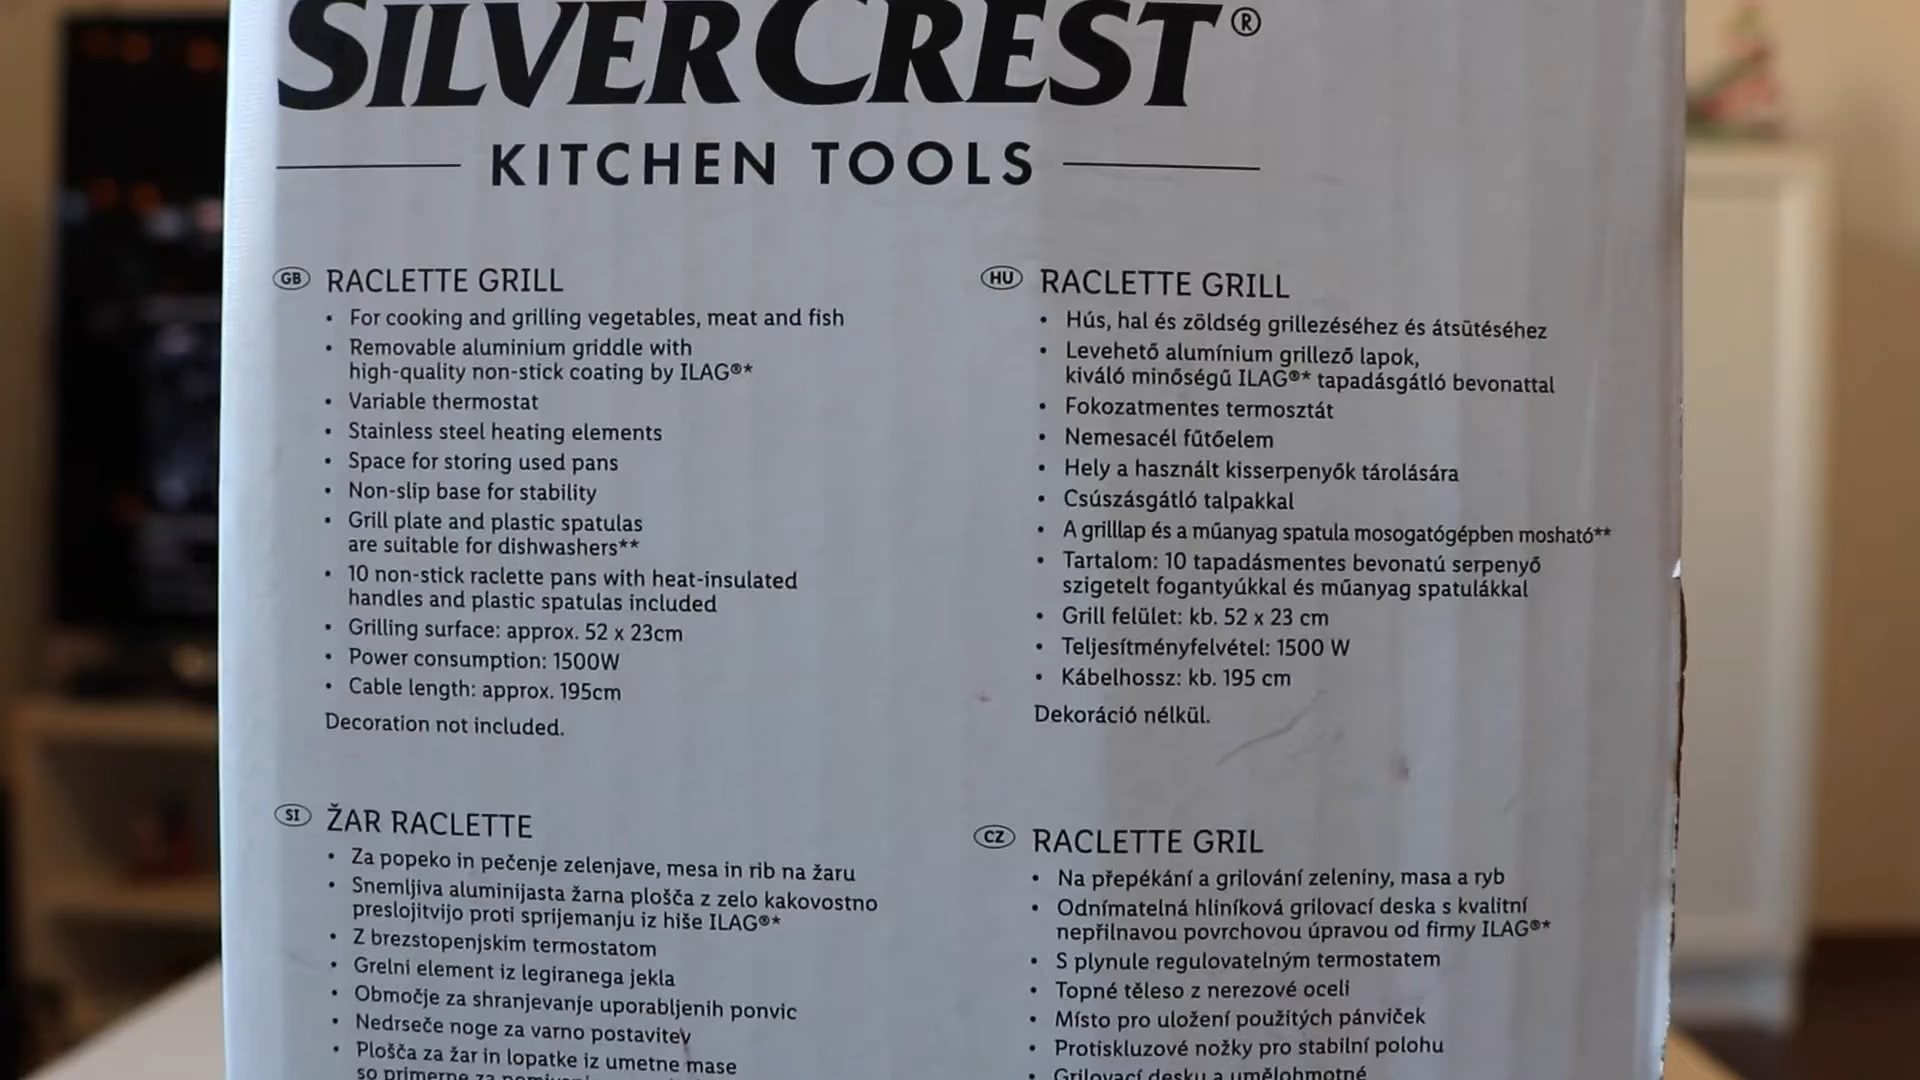 SILVERCREST®
KITCHEN TOOLS
GB RACLETTE GRILL
• For cooking and grilling vegetables, meat and fish
• Removable aluminium griddle with
high-quality non-stick coating by ILAG®*
• Variable thermostat
• Stainless steel heating elements
• Space for storing used pans
• Non-slip base for stability
• Grill plate and plastic spatulas
are suitable for dishwashers**
• 10 non-stick raclette pans with heat-insulated
handles and plastic spatulas included
• Grilling surface: approx. 52 x 23cm
• Power consumption: 1500W
• Cable length: approx. 195cm
Decoration not included.
HU RACLETTE GRILL
• Hús, hal és zöldség grillezéséhez és átsütéséhez
• Levehető alumínium grillező lapok,
kiváló minőségű ILAG®* tapadásgátló bevonattal
• Fokozatmentes termosztát
• Nemesacél fűtőelem
• Hely a használt kisserpenyők tárolására
• Csúszásgátló talpakkal
• A grilllap és a műanyag spatula mosogatógépben mosható**
• Tartalom: 10 tapadásmentes bevonatú serpenyő
szigetelt fogantyúkkal és műanyag spatulákkal
• Grill felület: kb. 52 x 23 cm
• Teljesítményfelvétel: 1500 W
• Kábelhossz: kb. 195 cm
Dekoráció nélkül.
SI ŽAR RACLETTE
• Za popeko in pečenje zelenjave, mesa in rib na žaru
• Snemljiva aluminijasta žarna plošča z zelo kakovostno
preslojitvijo proti sprijemanju iz hiše ILAG®*
• Z brezstopenjskim termostatom
• Grelni element iz legiranega jekla
• Območje za shranjevanje uporabljenih ponvic
• Nedrseče noge za varno postavitev
• Plošča za žar in lopatke iz umetne mase
so primerne za
CZ RACLETTE GRIL
• Na přepékání a grilování zeleniny, masa a ryb
• Odnímatelná hliníková grilovací deska s kvalitní
nepřilnavou povrchovou úpravou od firmy ILAG®*
• S plynule regulovatelným termostatem
• Topné těleso z nerezové oceli
• Místo pro uložení použitých pánviček
• Protiskluzové nožky pro stabilní polohu
• Grilovací desku a umělohmotné